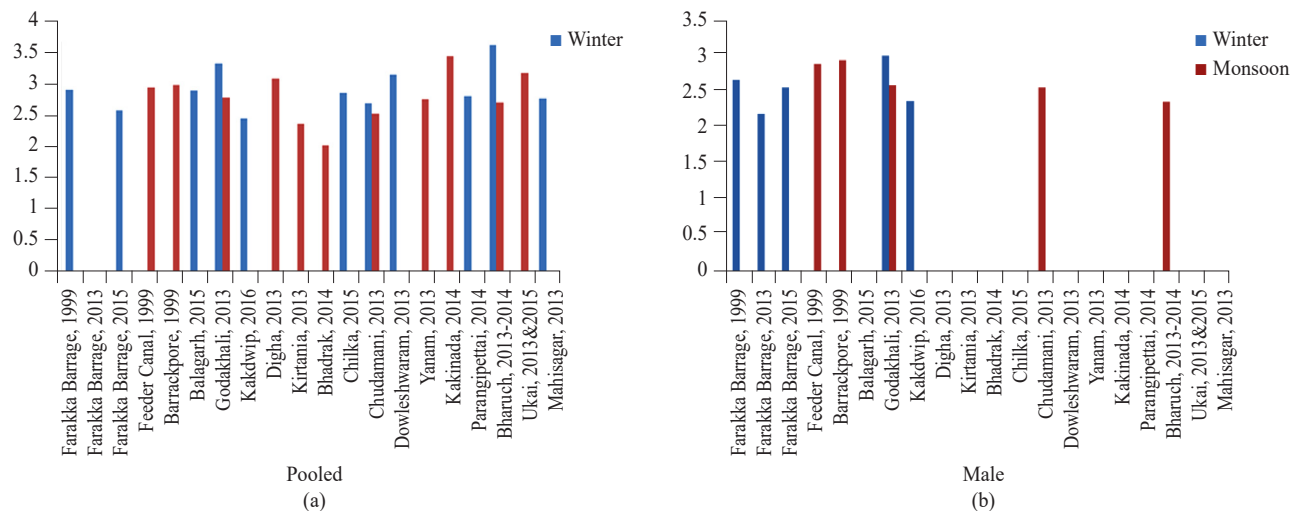 4
3.5
3
2.5
2
1.5
1
0.5
0
Winter
Farakka Barrage, 1999
Farakka Barrage, 2013
Farakka Barrage, 2015
Feeder Canal, 1999
Barrackpore, 1999
Balagarh, 2015
Godakhali, 2013
Kakdwip, 2016
Digha, 2013
Kirtania, 2013
Bhadrak, 2014
Chilka, 2015
Chudamani, 2013
Dowleshwaram, 2013
Yanam, 2013
Kakinada, 2014
Parangipettai, 2014
Bharuch, 2013-2014
Ukai, 2013&2015
Mahisagar, 2013
Pooled
(a)
3.5
3
2.5
2
1.5
1
0.5
0
Winter
Monsoon
Farakka Barrage, 1999
Farakka Barrage, 2013
Farakka Barrage, 2015
Feeder Canal, 1999
Barrackpore, 1999
Balagarh, 2015
Godakhali, 2013
Kakdwip, 2016
Digha, 2013
Kirtania, 2013
Bhadrak, 2014
Chilka, 2015
Chudamani, 2013
Dowleshwaram, 2013
Yanam, 2013
Kakinada, 2014
Parangipettai, 2014
Bharuch, 2013-2014
Ukai, 2013&2015
Mahisagar, 2013
Male
(b)